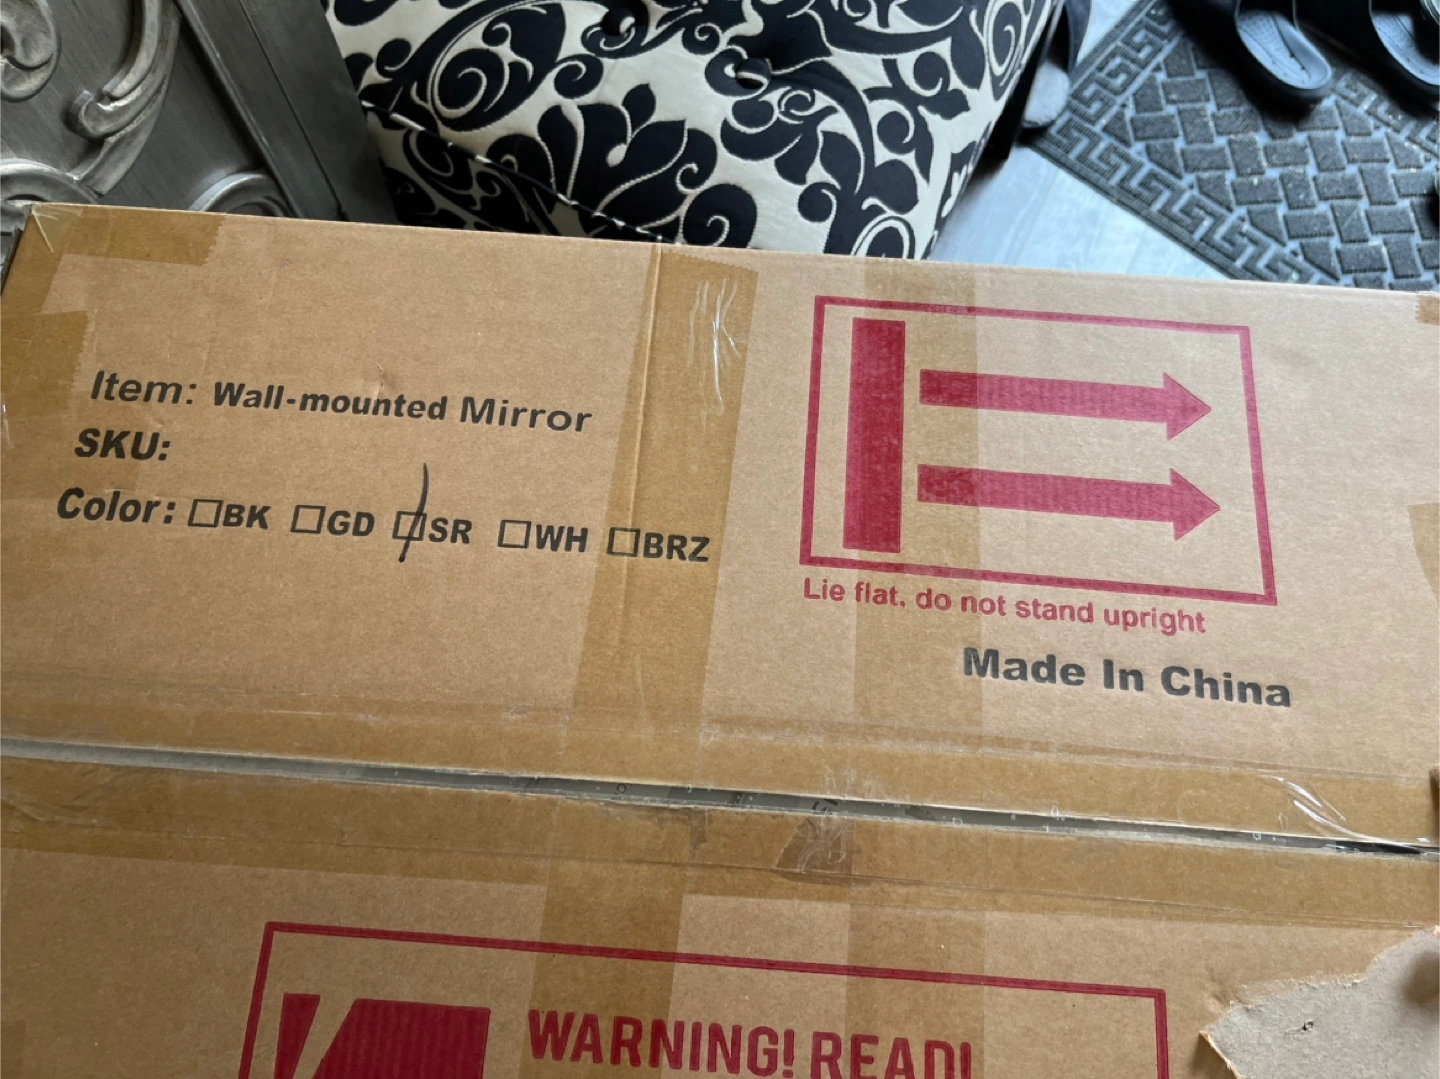 Item: Wall-mounted Mirror
SKU:
Color: ☐BK ☐GD ☐SR ☐WH ☐BRZ
Lie flat, do not stand upright
Made In China
WARNING! READ!